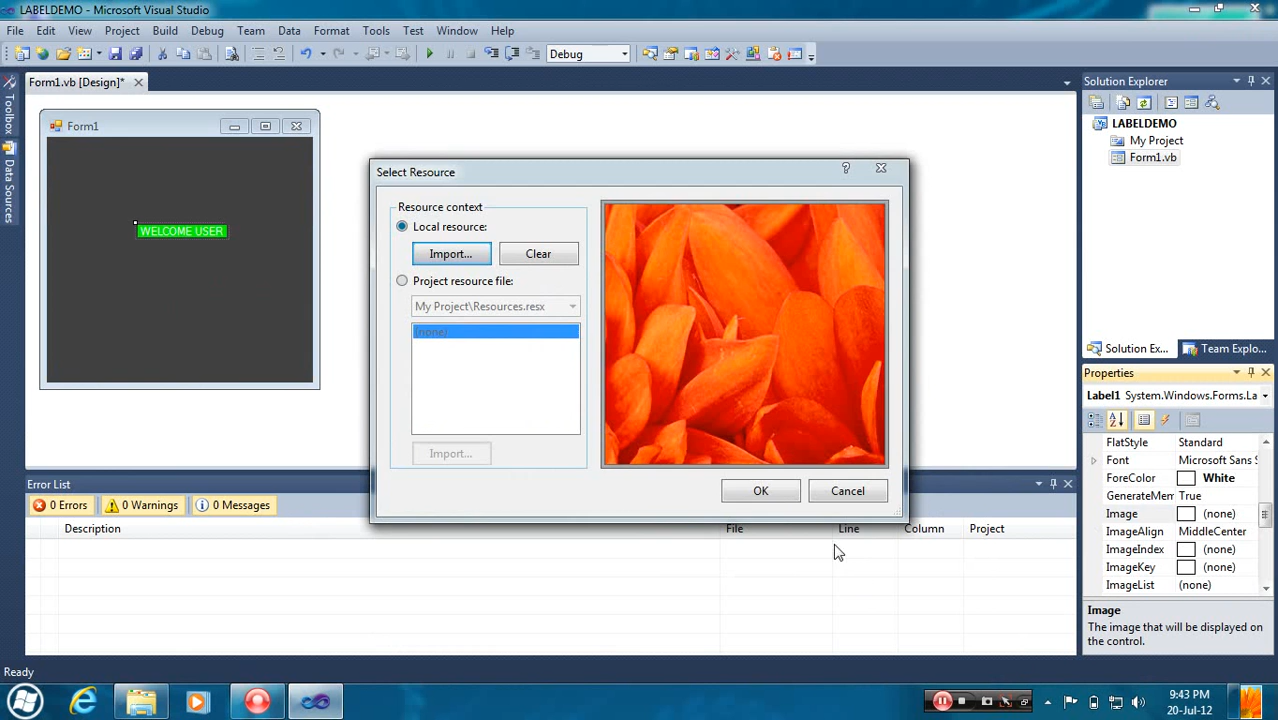 LABELDEMO - Microsoft Visual Studio
File Edit View Project Build Debug Team Data Format Tools Test Window Help
Debug
Form1.vb [Design]*
Toolbox
Data Sources
Form1
WELCOME USER
Select Resource
Resource context
Local resource:
Import... Clear
Project resource file:
My Project\Resources.resx
(none)
Import...
OK Cancel
Solution Explorer
LABELDEMO
My Project
Form1.vb
Solution Ex... Team Explo...
Properties
Label1 System.Windows.Forms.La
FlatStyle Standard
Font Microsoft Sans S
ForeColor White
GenerateMem True
Image (none)
ImageAlign MiddleCenter
ImageIndex (none)
ImageKey (none)
ImageList (none)
Image
The image that will be displayed on
the control.
Error List
0 Errors 0 Warnings 0 Messages
Description File Line Column Project
Ready
9:43 PM
20-Jul-12